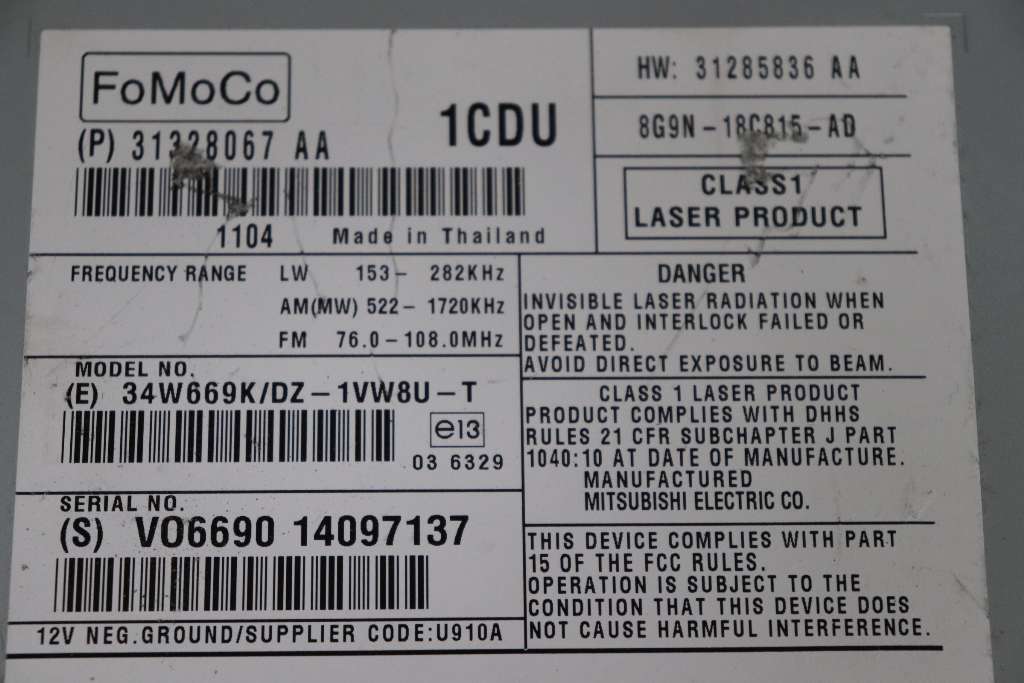 FoMoCo
(P) 31328067 AA
1CDU
1104 Made in Thailand
HW: 31285836 AA
8G9N-18C815-AD
CLASS1
LASER PRODUCT
FREQUENCY RANGE LW 153- 282KHz
AM(MW) 522- 1720KHz
FM 76.0-108.0MHz
MODEL NO.
(E) 34W669K/DZ-1VW8U-T
e13
03 6329
SERIAL NO.
(S) VO6690 14097137
12V NEG.GROUND/SUPPLIER CODE:U910A
DANGER
INVISIBLE LASER RADIATION WHEN
OPEN AND INTERLOCK FAILED OR
DEFEATED.
AVOID DIRECT EXPOSURE TO BEAM.
CLASS 1 LASER PRODUCT
PRODUCT COMPLIES WITH DHHS
RULES 21 CFR SUBCHAPTER J PART
1040:10 AT DATE OF MANUFACTURE.
MANUFACTURED
MITSUBISHI ELECTRIC CO.
THIS DEVICE COMPLIES WITH PART
15 OF THE FCC RULES.
OPERATION IS SUBJECT TO THE
CONDITION THAT THIS DEVICE DOES
NOT CAUSE HARMFUL INTERFERENCE.